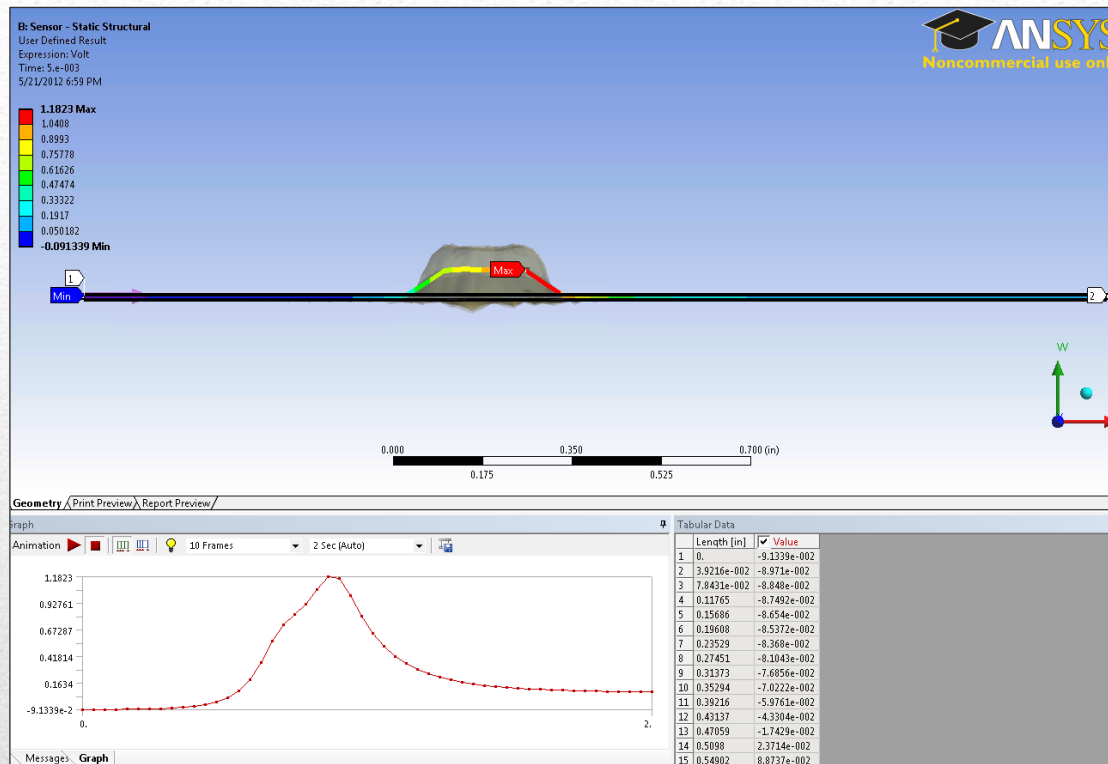 B: Sensor - Static Structural
User Defined Result
Expression: Volt
Time: 5.e-003
5/21/2012 6:59 PM
1.1823 Max
1.0408
0.8993
0.75778
0.61626
0.47474
0.33322
0.1917
0.050182
-0.091339 Min
ANSYS
Noncommercial use onl
1
Min
Max
2
W
0.000 0.350 0.700 (in)
0.175 0.525
Geometry Print Preview Report Preview
Graph
Animation 10 Frames 2 Sec (Auto)
1.1823
0.92761
0.67287
0.41814
0.1634
-9.1339e-2
0. 2.
Messages Graph
Tabular Data
Length [in] Value
1 0. -9.1339e-002
2 3.9216e-002 -8.971e-002
3 7.8431e-002 -8.848e-002
4 0.11765 -8.7492e-002
5 0.15686 -8.654e-002
6 0.19608 -8.5372e-002
7 0.23529 -8.368e-002
8 0.27451 -8.1043e-002
9 0.31373 -7.6856e-002
10 0.35294 -7.0222e-002
11 0.39216 -5.9761e-002
12 0.43137 -4.3304e-002
13 0.47059 -1.7429e-002
14 0.5098 2.3714e-002
15 0.54902 8.8737e-002